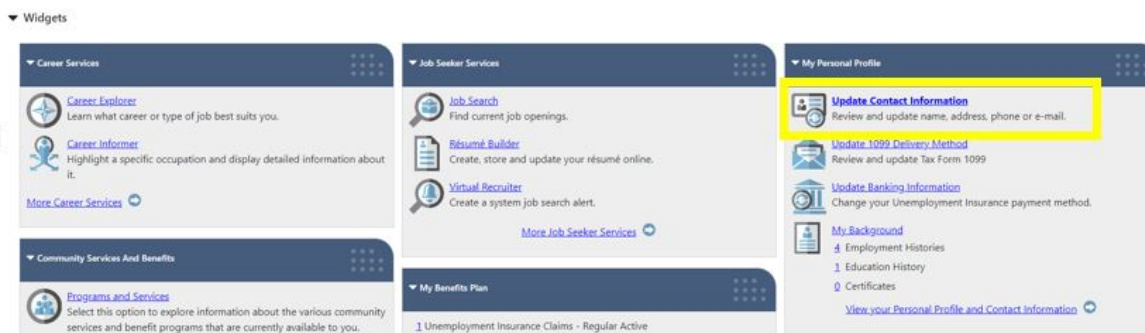 Widgets
Career Services
Career Explorer
Learn what career or type of job best suits you.
Career Informer
Highlight a specific occupation and display detailed information about
it.
More Career Services
Community Services And Benefits
Programs and Services
Select this option to explore information about the various community
services and benefit programs that are currently available to you.
Job Seeker Services
Job Search
Find current job openings.
Résumé Builder
Create, store and update your résumé online.
Virtual Recruiter
Create a system job search alert.
More Job Seeker Services
My Benefits Plan
1 Unemployment Insurance Claims - Regular Active
My Personal Profile
Update Contact Information
Review and update name, address, phone or e-mail.
Update 1099 Delivery Method
Review and update Tax Form 1099
Update Banking Information
Change your Unemployment Insurance payment method.
My Background
4 Employment Histories
1 Education History
0 Certificates
View your Personal Profile and Contact Information